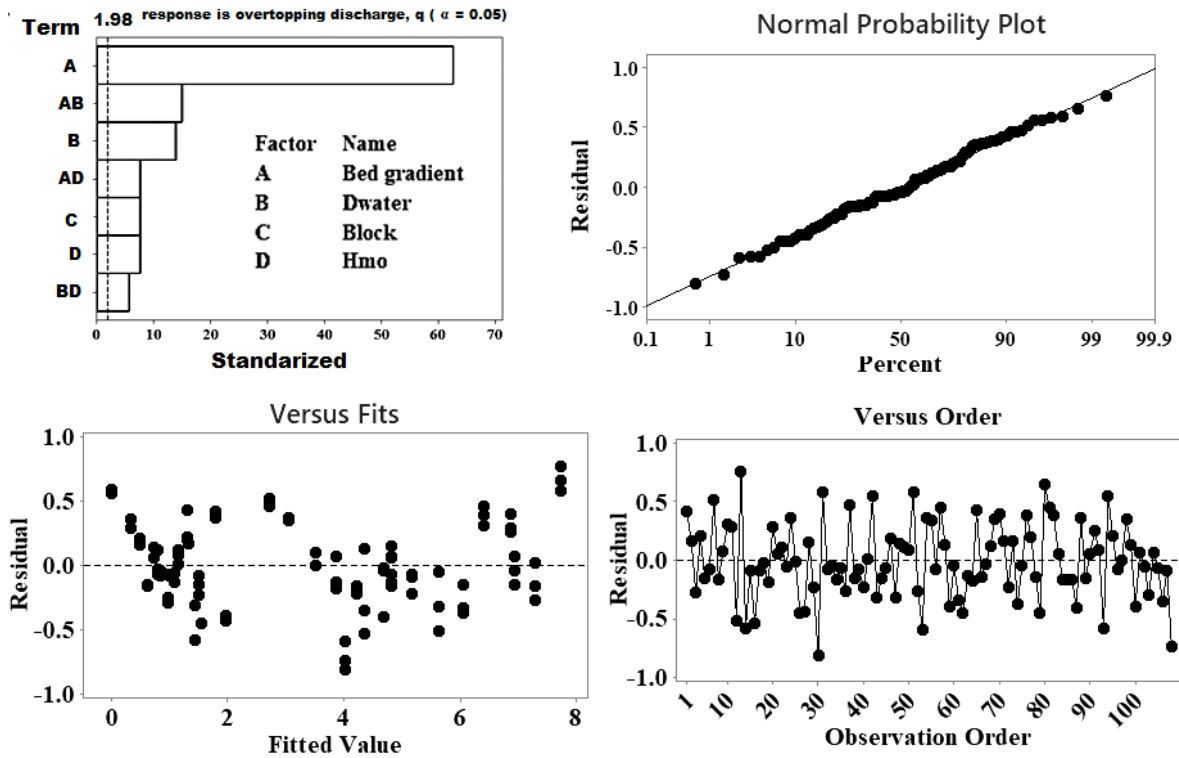 Term 1.98 response is overtopping discharge, q ( α = 0.05)
A
AB
B
AD
C
D
BD
Factor Name
A Bed gradient
B Dwater
C Block
D Hmo
0 10 20 30 40 50 60 70
Standarized
Normal Probability Plot
1.0
0.5
0.0
-0.5
-1.0
Residual
0.1 1 10 50 90 99 99.9
Percent
Versus Fits
1.0
0.5
0.0
-0.5
-1.0
Residual
0 2 4 6 8
Fitted Value
Versus Order
1.0
0.5
0.0
-0.5
-1.0
Residual
1 10 20 30 40 50 60 70 80 90 100
Observation Order